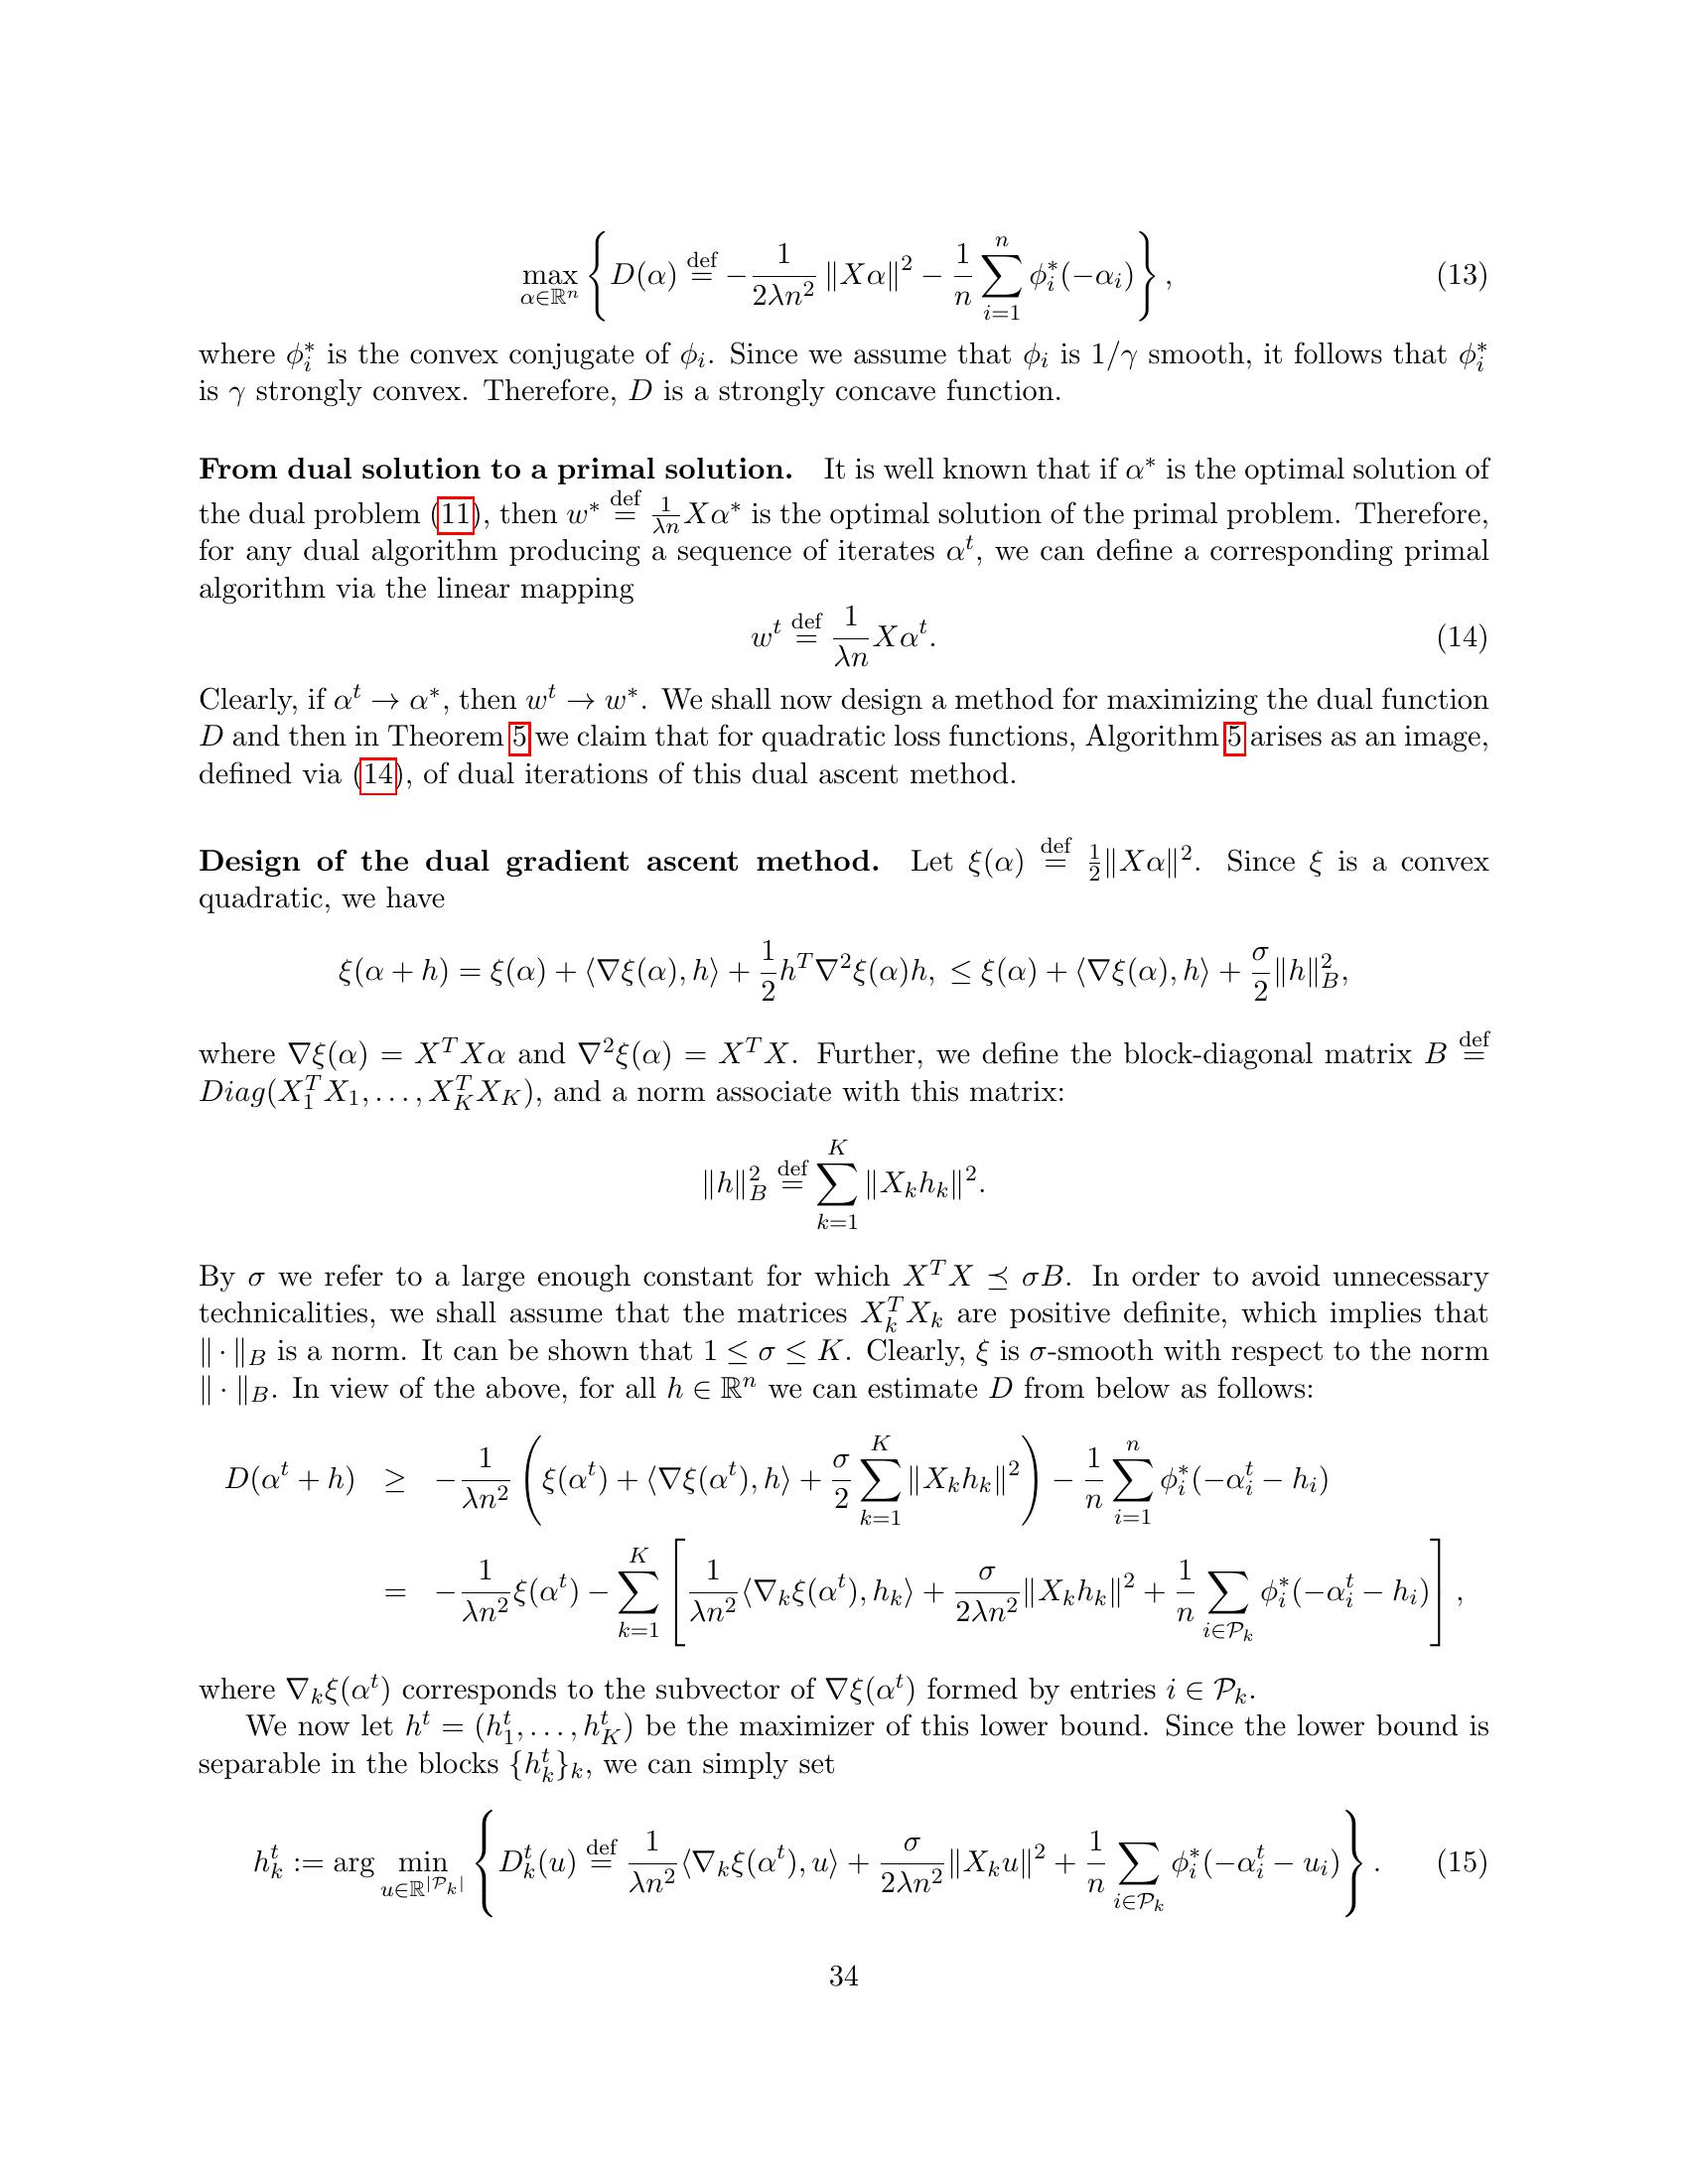 \max_{\alpha \in \mathbb{R}^n} \left\{ D(\alpha) \overset{\text{def}}{=} -\frac{1}{2\lambda n^2} \|X\alpha\|^2 - \frac{1}{n} \sum_{i=1}^{n} \phi_i^*(-\alpha_i) \right\}, (13)
where \phi_i^* is the convex conjugate of \phi_i. Since we assume that \phi_i is 1/\gamma smooth, it follows that \phi_i^*
is \gamma strongly convex. Therefore, D is a strongly concave function.
From dual solution to a primal solution. It is well known that if \alpha^* is the optimal solution of
the dual problem (11), then w^* \overset{\text{def}}{=} \frac{1}{\lambda n} X\alpha^* is the optimal solution of the primal problem. Therefore,
for any dual algorithm producing a sequence of iterates \alpha^t, we can define a corresponding primal
algorithm via the linear mapping
w^t \overset{\text{def}}{=} \frac{1}{\lambda n} X\alpha^t. (14)
Clearly, if \alpha^t \to \alpha^*, then w^t \to w^*. We shall now design a method for maximizing the dual function
D and then in Theorem 5 we claim that for quadratic loss functions, Algorithm 5 arises as an image,
defined via (14), of dual iterations of this dual ascent method.
Design of the dual gradient ascent method. Let \xi(\alpha) \overset{\text{def}}{=} \frac{1}{2}\|X\alpha\|^2. Since \xi is a convex
quadratic, we have
\xi(\alpha + h) = \xi(\alpha) + \langle \nabla\xi(\alpha), h \rangle + \frac{1}{2} h^T \nabla^2 \xi(\alpha) h, \leq \xi(\alpha) + \langle \nabla\xi(\alpha), h \rangle + \frac{\sigma}{2} \|h\|_B^2,
where \nabla\xi(\alpha) = X^T X\alpha and \nabla^2\xi(\alpha) = X^T X. Further, we define the block-diagonal matrix B \overset{\text{def}}{=}
Diag(X_1^T X_1, \ldots, X_K^T X_K), and a norm associate with this matrix:
\|h\|_B^2 \overset{\text{def}}{=} \sum_{k=1}^{K} \|X_k h_k\|^2.
By \sigma we refer to a large enough constant for which X^T X \preceq \sigma B. In order to avoid unnecessary
technicalities, we shall assume that the matrices X_k^T X_k are positive definite, which implies that
\|\cdot\|_B is a norm. It can be shown that 1 \leq \sigma \leq K. Clearly, \xi is \sigma-smooth with respect to the norm
\|\cdot\|_B. In view of the above, for all h \in \mathbb{R}^n we can estimate D from below as follows:
D(\alpha^t + h) \geq -\frac{1}{\lambda n^2} \left( \xi(\alpha^t) + \langle \nabla\xi(\alpha^t), h \rangle + \frac{\sigma}{2} \sum_{k=1}^{K} \|X_k h_k\|^2 \right) - \frac{1}{n} \sum_{i=1}^{n} \phi_i^*(-\alpha_i^t - h_i)
= -\frac{1}{\lambda n^2} \xi(\alpha^t) - \sum_{k=1}^{K} \left[ \frac{1}{\lambda n^2} \langle \nabla_k \xi(\alpha^t), h_k \rangle + \frac{\sigma}{2\lambda n^2} \|X_k h_k\|^2 + \frac{1}{n} \sum_{i \in \mathcal{P}_k} \phi_i^*(-\alpha_i^t - h_i) \right],
where \nabla_k \xi(\alpha^t) corresponds to the subvector of \nabla\xi(\alpha^t) formed by entries i \in \mathcal{P}_k.
We now let h^t = (h_1^t, \ldots, h_K^t) be the maximizer of this lower bound. Since the lower bound is
separable in the blocks \{h_k^t\}_k, we can simply set
h_k^t := \arg\min_{u \in \mathbb{R}^{|\mathcal{P}_k|}} \left\{ D_k^t(u) \overset{\text{def}}{=} \frac{1}{\lambda n^2} \langle \nabla_k \xi(\alpha^t), u \rangle + \frac{\sigma}{2\lambda n^2} \|X_k u\|^2 + \frac{1}{n} \sum_{i \in \mathcal{P}_k} \phi_i^*(-\alpha_i^t - u_i) \right\}. (15)
34